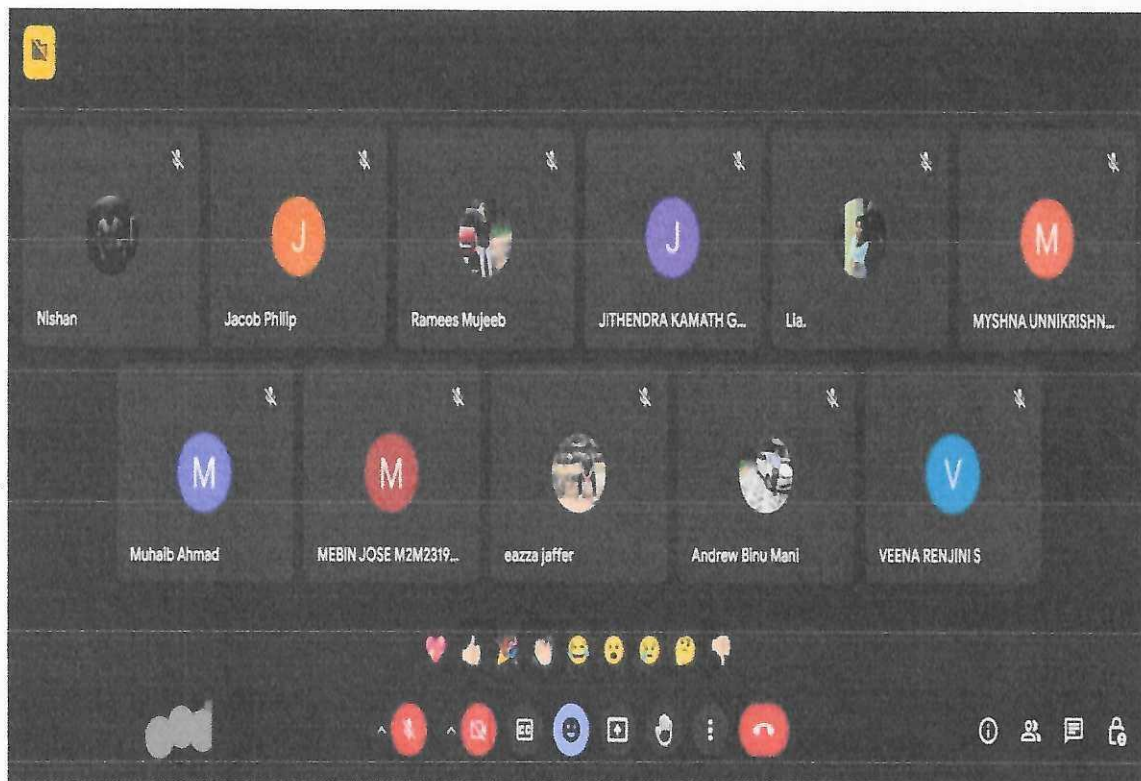 J
J
M
Nishan
Jacob Philip
Ramees Mujeeb
JITHENDRA KAMATH G...
Lia.
MYSHNA UNNIKRISHN...
M
M
V
Muhaib Ahmad
MEBIN JOSE M2M2319...
eazza jaffer
Andrew Binu Mani
VEENA RENJINI S
CC